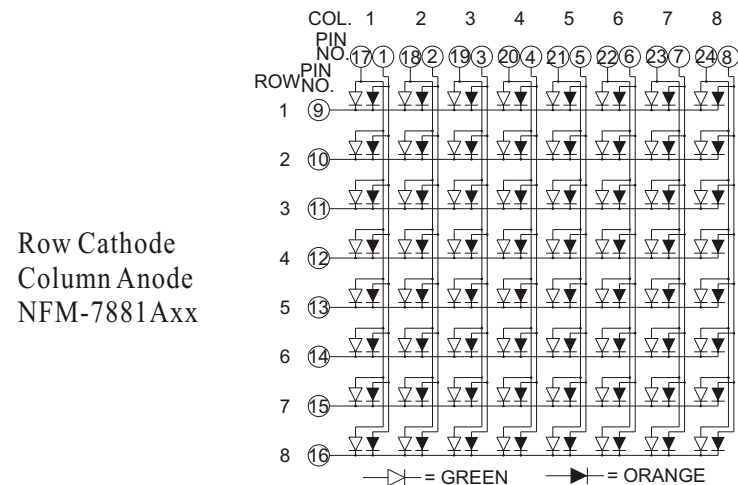 COL. 1 2 3 4 5 6 7 8
PIN
NO. 17 1 18 2 19 3 20 4 21 5 22 6 23 7 24 8
ROW PIN
NO.
1 9
2 10
3 11
4 12
5 13
6 14
7 15
8 16
Row Cathode
Column Anode
NFM-7881Axx
= GREEN = ORANGE